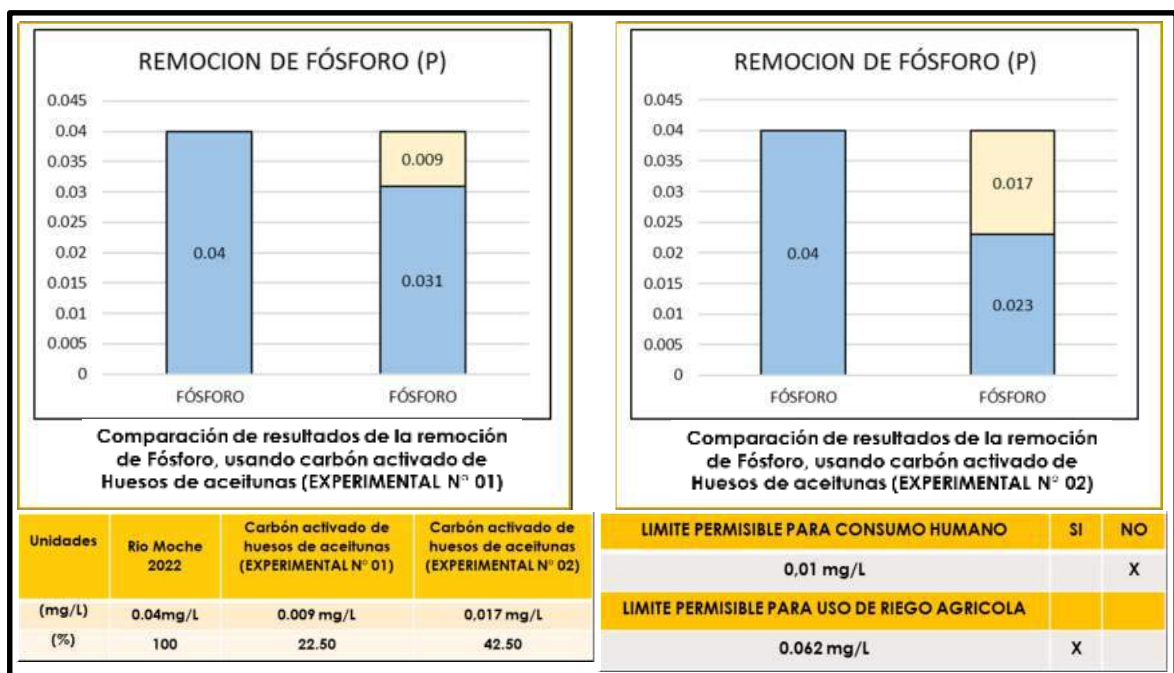 REMOCION DE FÓSFORO (P)
0.045
0.04
0.035
0.03
0.025
0.02
0.015
0.01
0.005
0
0.04
0.009
0.031
FÓSFORO
FÓSFORO
Comparación de resultados de la remoción
de Fósforo, usando carbón activado de
Huesos de aceitunas (EXPERIMENTAL N° 01)
REMOCION DE FÓSFORO (P)
0.045
0.04
0.035
0.03
0.025
0.02
0.015
0.01
0.005
0
0.04
0.017
0.023
FÓSFORO
FÓSFORO
Comparación de resultados de la remoción
de Fósforo, usando carbón activado de
Huesos de aceitunas (EXPERIMENTAL N° 02)
Unidades
Rio Moche
2022
Carbón activado de
huesos de aceitunas
(EXPERIMENTAL N° 01)
Carbón activado de
huesos de aceitunas
(EXPERIMENTAL N° 02)
(mg/L) 0.04mg/L 0.009 mg/L 0,017 mg/L
(%) 100 22.50 42.50
LIMITE PERMISIBLE PARA CONSUMO HUMANO SI NO
0,01 mg/L X
LIMITE PERMISIBLE PARA USO DE RIEGO AGRICOLA
0.062 mg/L X